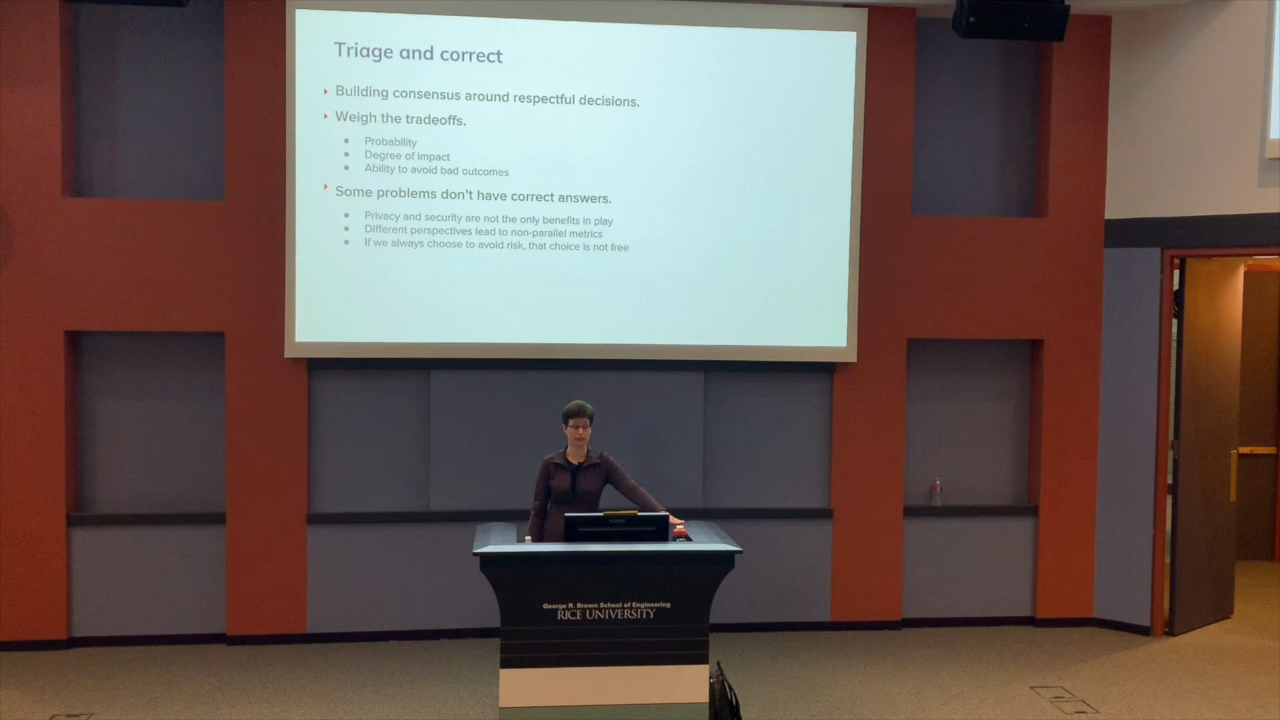 Triage and correct
Building consensus around respectful decisions.
Weigh the tradeoffs.
Probability
Degree of impact
Ability to avoid bad outcomes
Some problems don't have correct answers.
Privacy and security are not the only benefits in play
Different perspectives lead to non-parallel metrics
If we always choose to avoid risk, that choice is not free
George R. Brown School of Engineering
RICE UNIVERSITY